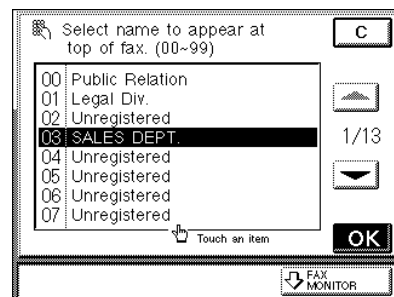 Select name to appear at
top of fax. (00~99)
C
00 Public Relation
01 Legal Div.
02 Unregistered
03 SALES DEPT.
04 Unregistered
05 Unregistered
06 Unregistered
07 Unregistered
1/13
Touch an item
OK
FAX
MONITOR